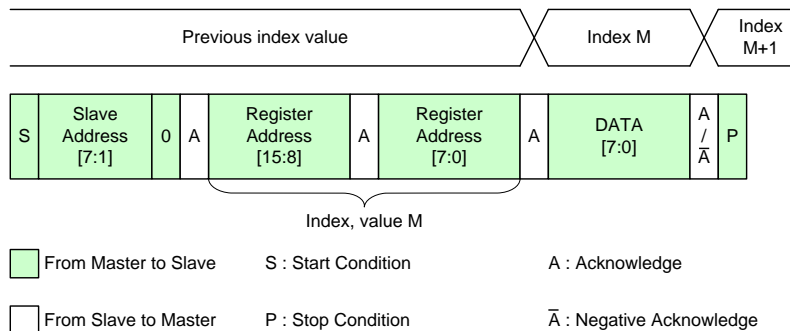 Previous index value
Index M
Index
M+1
S
Slave
Address
[7:1]
0
A
Register
Address
[15:8]
A
Register
Address
[7:0]
A
DATA
[7:0]
A
/
A̅
P
Index, value M
From Master to Slave
S : Start Condition
A : Acknowledge
From Slave to Master
P : Stop Condition
A̅ : Negative Acknowledge